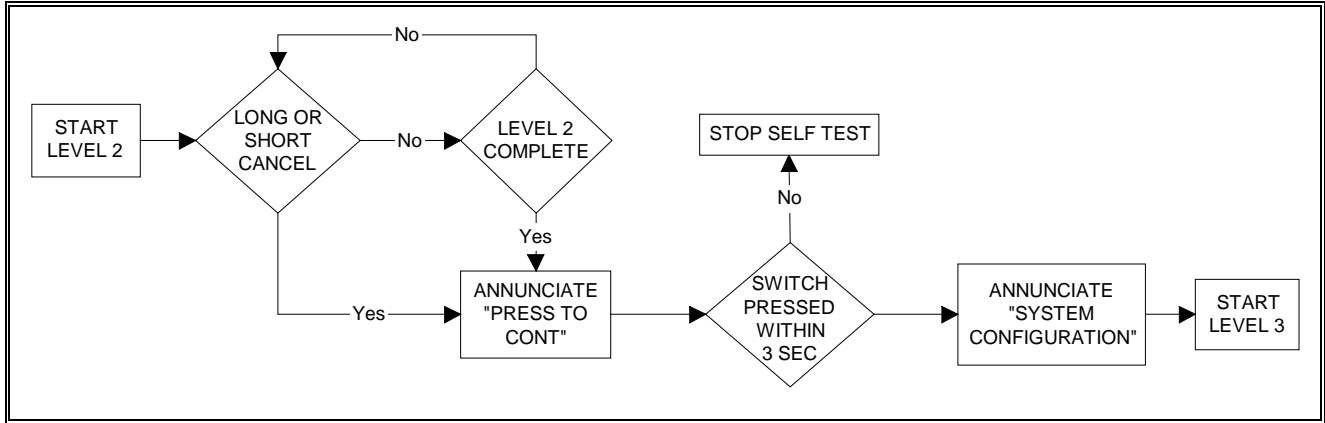 No
START
LEVEL 2
LONG OR
SHORT
CANCEL
No
LEVEL 2
COMPLETE
STOP SELF TEST
No
Yes
Yes
ANNUNCIATE
"PRESS TO
CONT"
SWITCH
PRESSED
WITHIN
3 SEC
ANNUNCIATE
"SYSTEM
CONFIGURATION"
START
LEVEL 3